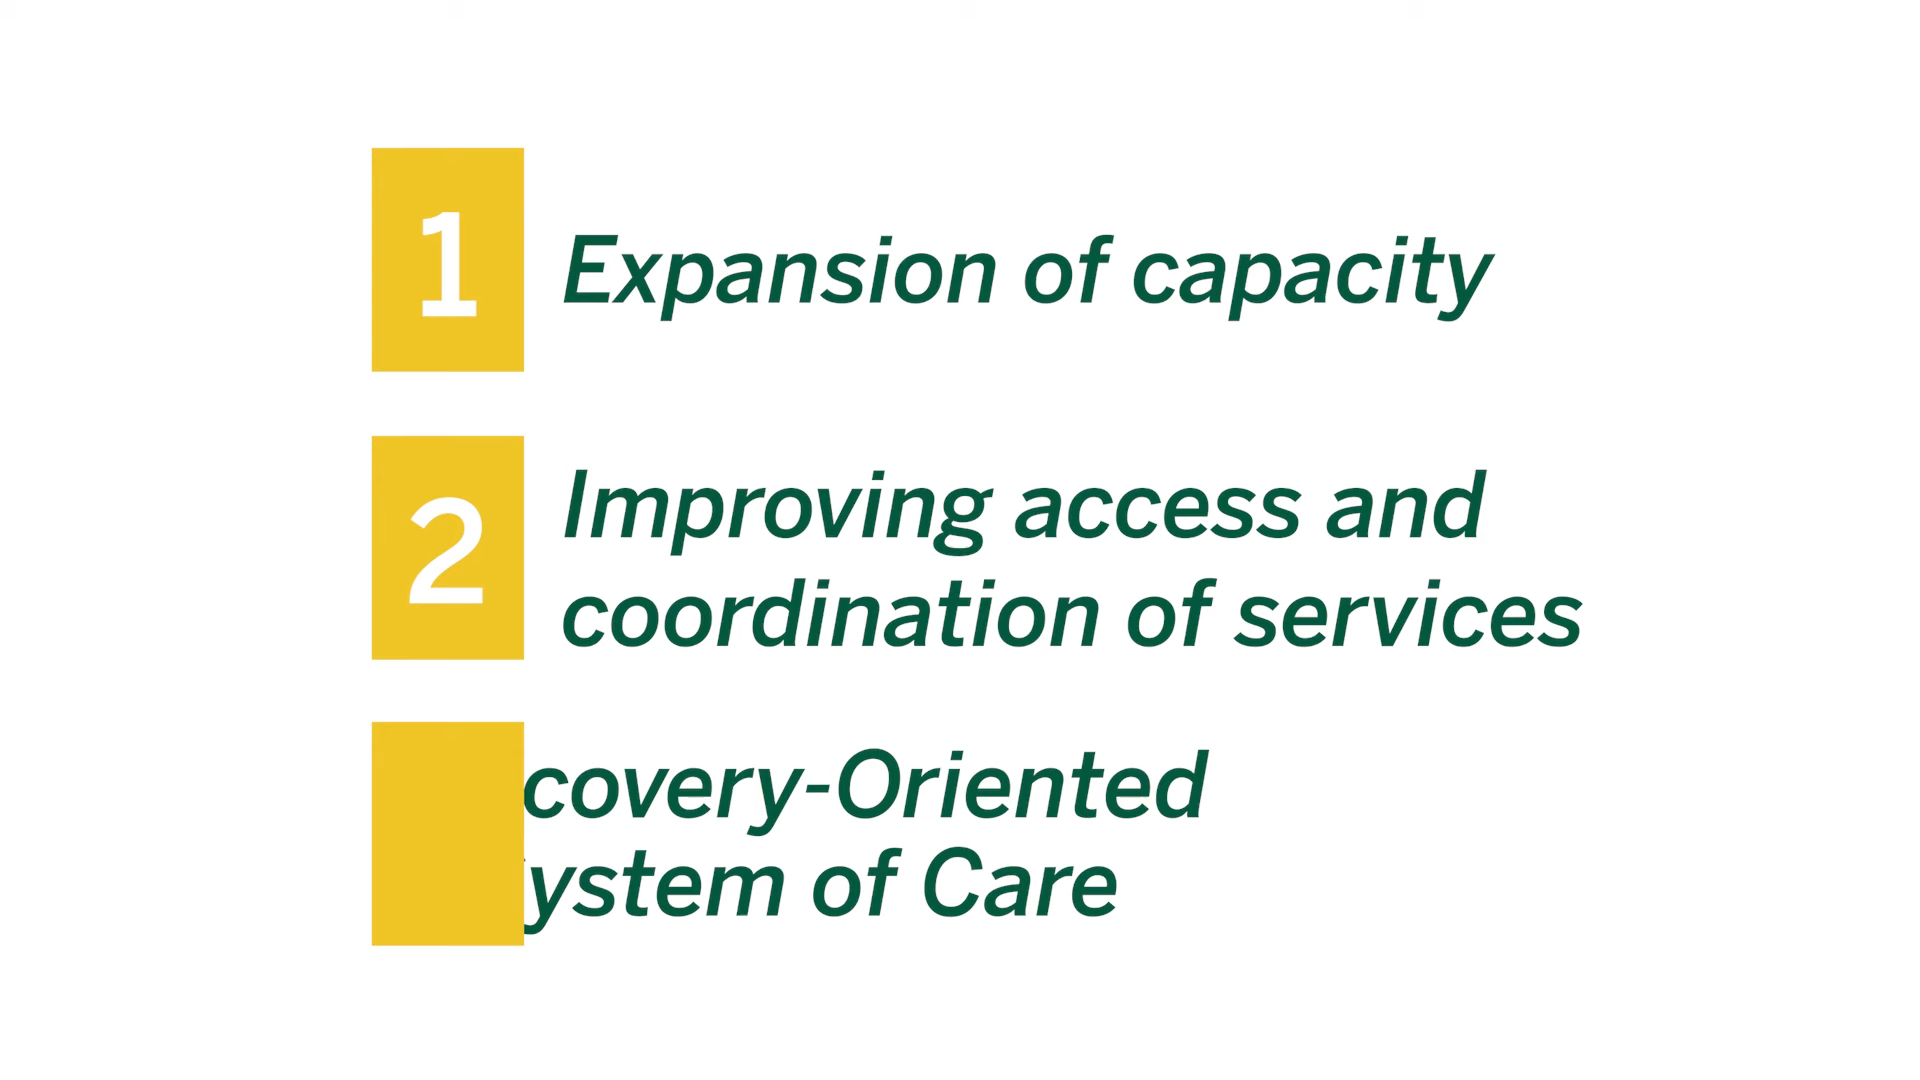 1
Expansion of capacity
2
Improving access and
coordination of services
covery-Oriented
ystem of Care